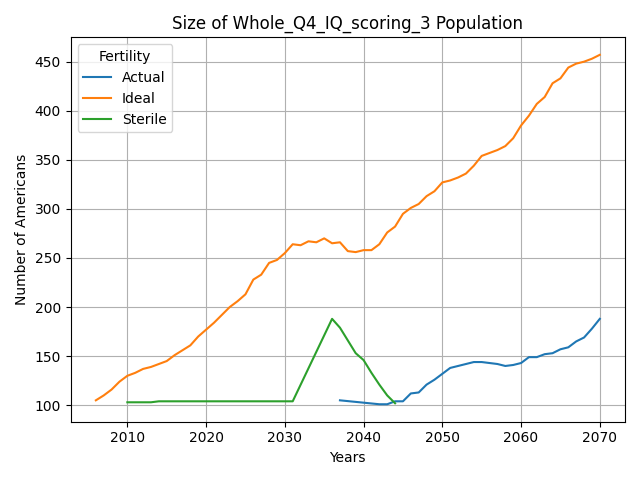 Size of Whole_Q4_IQ_scoring_3 Population
Fertility
Actual
Ideal
Sterile
Number of Americans
450
400
350
300
250
200
150
100
2010 2020 2030 2040 2050 2060 2070
Years